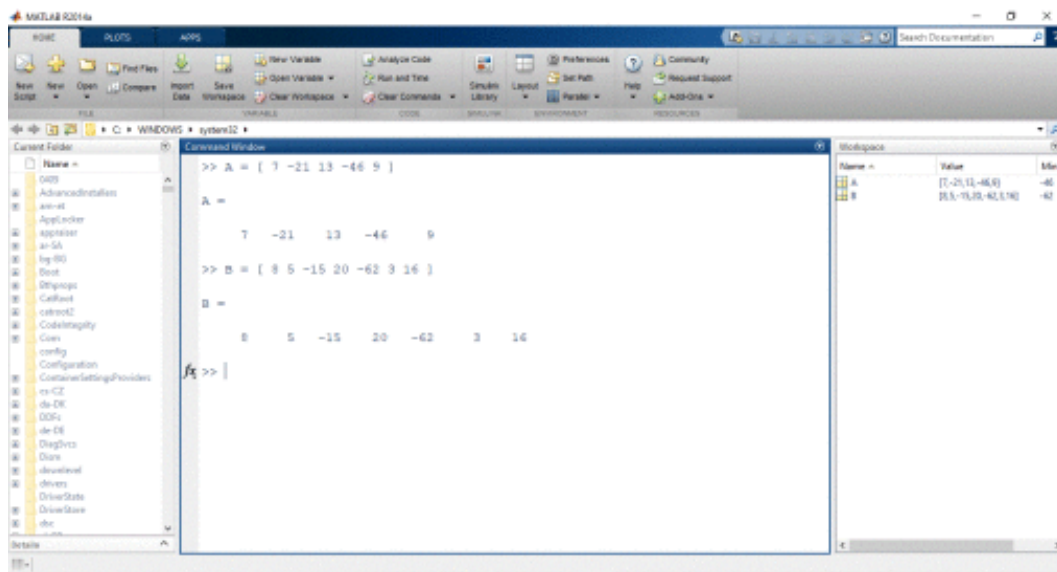 MATLAB R2014a
HOME PLOTS APPS
Search Documentation
New Script
New
Open
Find Files
Compare
Import Data
Save Workspace
New Variable
Open Variable
Clear Workspace
Analyze Code
Run and Time
Clear Commands
Simulink Library
Layout
Preferences
Set Path
Parallel
Help
Community
Request Support
Add-Ons
FILE VARIABLE CODE SIMULINK ENVIRONMENT RESOURCES
C: WINDOWS system32
Current Folder
Name
0409
AdvancedInstallers
am-et
AppLocker
appraiser
ar-SA
bg-BG
Boot
Bthprops
CatRoot
catroot2
CodeIntegrity
Com
config
Configuration
ContainerSettingsProviders
cs-CZ
da-DK
DDFs
de-DE
DiagSvcs
Dism
downlevel
drivers
DriverState
DriverStore
dsc
Details
Command Window
>> A = [ 7 -21 13 -46 9 ]
A =
7 -21 13 -46 9
>> B = [ 8 5 -15 20 -62 3 16 ]
B =
8 5 -15 20 -62 3 16
fx >>
Workspace
Name Value
A [7,-21,13,-46,9] -46
B [8,5,-15,20,-62,3,16] -62